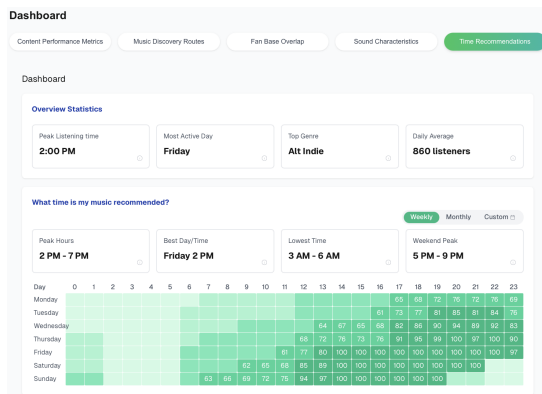 Dashboard
Content Performance Metrics Music Discovery Routes Fan Base Overlap Sound Characteristics Time Recommendations
Dashboard
Overview Statistics
Peak Listening time Most Active Day Top Genre Daily Average
2:00 PM Friday Alt Indie 860 listeners
What time is my music recommended?
Weekly Monthly Custom
Peak Hours Best Day/Time Lowest Time Weekend Peak
2 PM - 7 PM Friday 2 PM 3 AM - 6 AM 5 PM - 9 PM
Day 0 1 2 3 4 5 6 7 8 9 10 11 12 13 14 15 16 17 18 19 20 21 22 23
Monday 65 68 72 76 72 76 69
Tuesday 61 73 77 81 85 81 84 76
Wednesday 64 67 65 68 82 86 90 94 89 92 83
Thursday 68 72 76 73 76 91 95 99 100 97 100 90
Friday 61 77 80 100 100 100 100 100 100 100 100 100 100 97
Saturday 62 65 68 85 89 100 100 100 100 100 100 100 100
Sunday 63 66 69 72 75 94 97 100 100 100 100 100 100